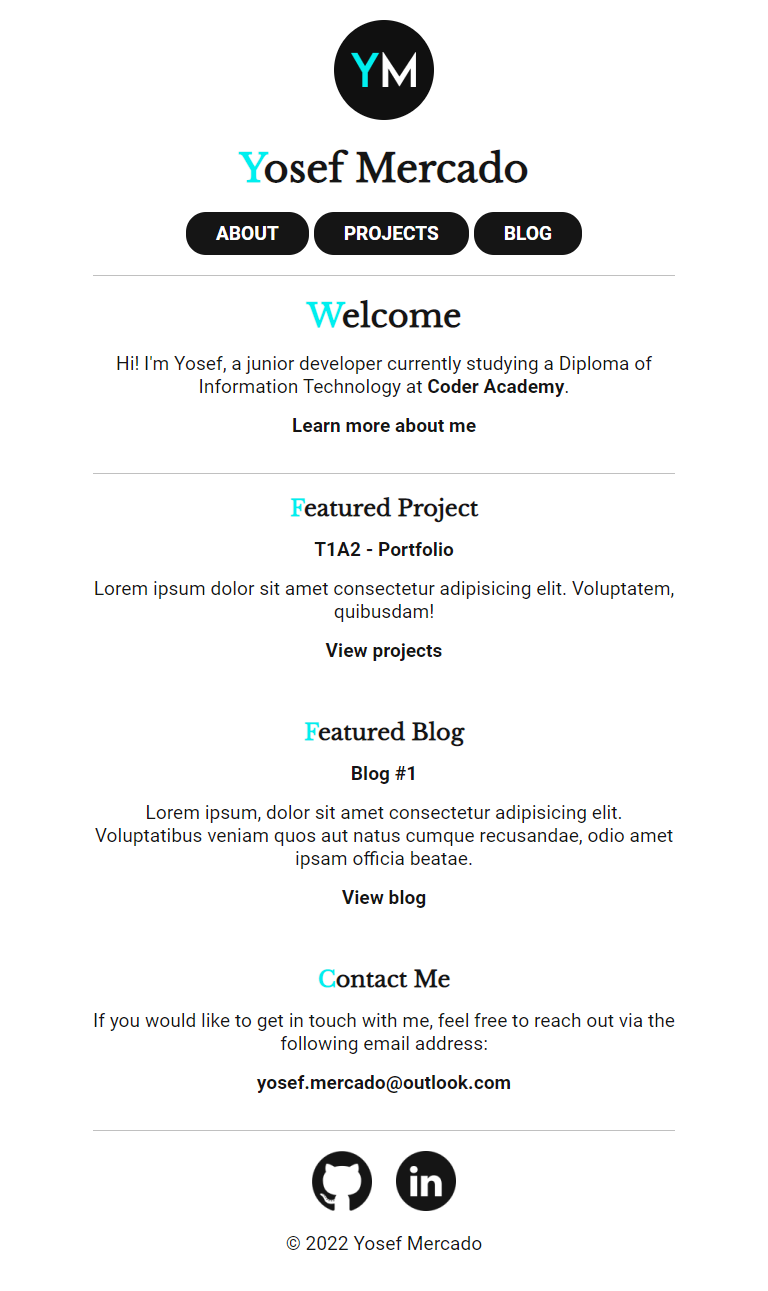 YM
Yosef Mercado
ABOUT PROJECTS BLOG
Welcome
Hi! I'm Yosef, a junior developer currently studying a Diploma of
Information Technology at Coder Academy.
Learn more about me
Featured Project
T1A2 - Portfolio
Lorem ipsum dolor sit amet consectetur adipisicing elit. Voluptatem,
quibusdam!
View projects
Featured Blog
Blog #1
Lorem ipsum, dolor sit amet consectetur adipisicing elit.
Voluptatibus veniam quos aut natus cumque recusandae, odio amet
ipsam officia beatae.
View blog
Contact Me
If you would like to get in touch with me, feel free to reach out via the
following email address:
yosef.mercado@outlook.com
in
© 2022 Yosef Mercado